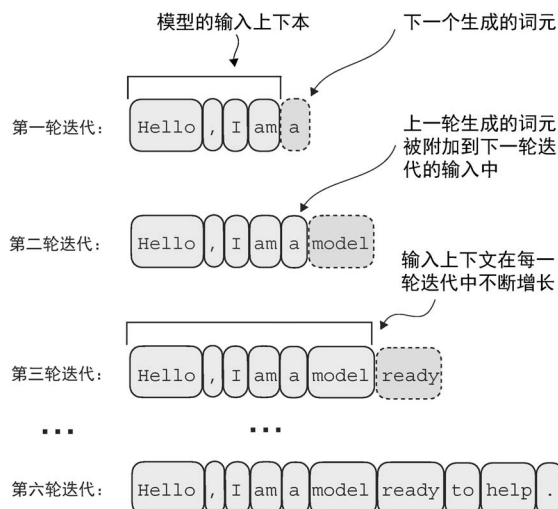 模型的输入上下本
下一个生成的词元
第一轮迭代： Hello , I am a
上一轮生成的词元
被附加到下一轮迭
代的输入中
第二轮迭代： Hello , I am a model
输入上下文在每一
轮迭代中不断增长
第三轮迭代： Hello , I am a model ready
... ...
第六轮迭代： Hello , I am a model ready to help .